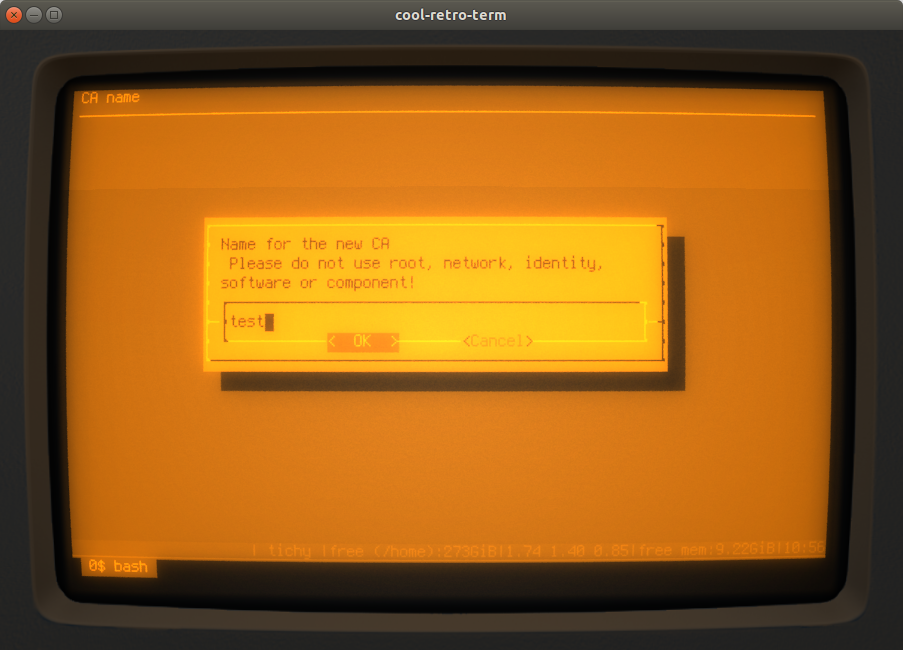 cool-retro-term
CA name
Name for the new CA
Please do not use root, network, identity,
software or component!
test
< OK > <Cancel>
| tichy |free (/home):273GiB|1.74 1.40 0.85|free mem:9.22GiB|10:56
0$ bash